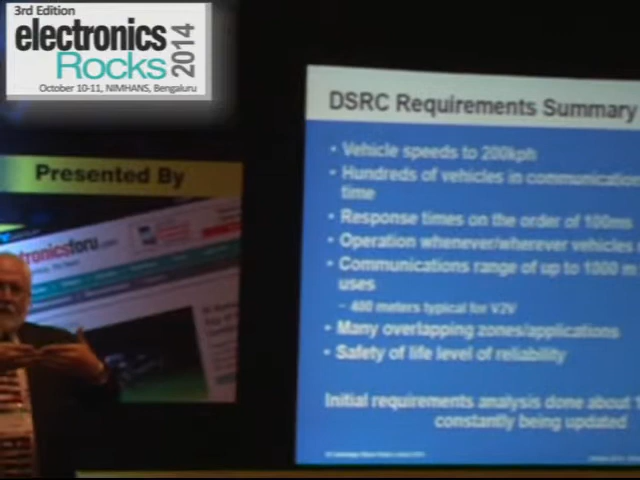 3rd Edition
electronics
Rocks
2014
October 10-11, NIMHANS, Bengaluru
Presented By
tronicsforu.com
DSRC Requirements Summary
• Vehicle speeds to 200kph
• Hundreds of vehicles in communication
time
• Response times on the order of 100ms
• Operation whenever/wherever vehicles
• Communications range of up to 1000 m
uses
– 400 meters typical for V2V
• Many overlapping zones/applications
• Safety of life level of reliability
Initial requirements analysis done about 1
constantly being updated